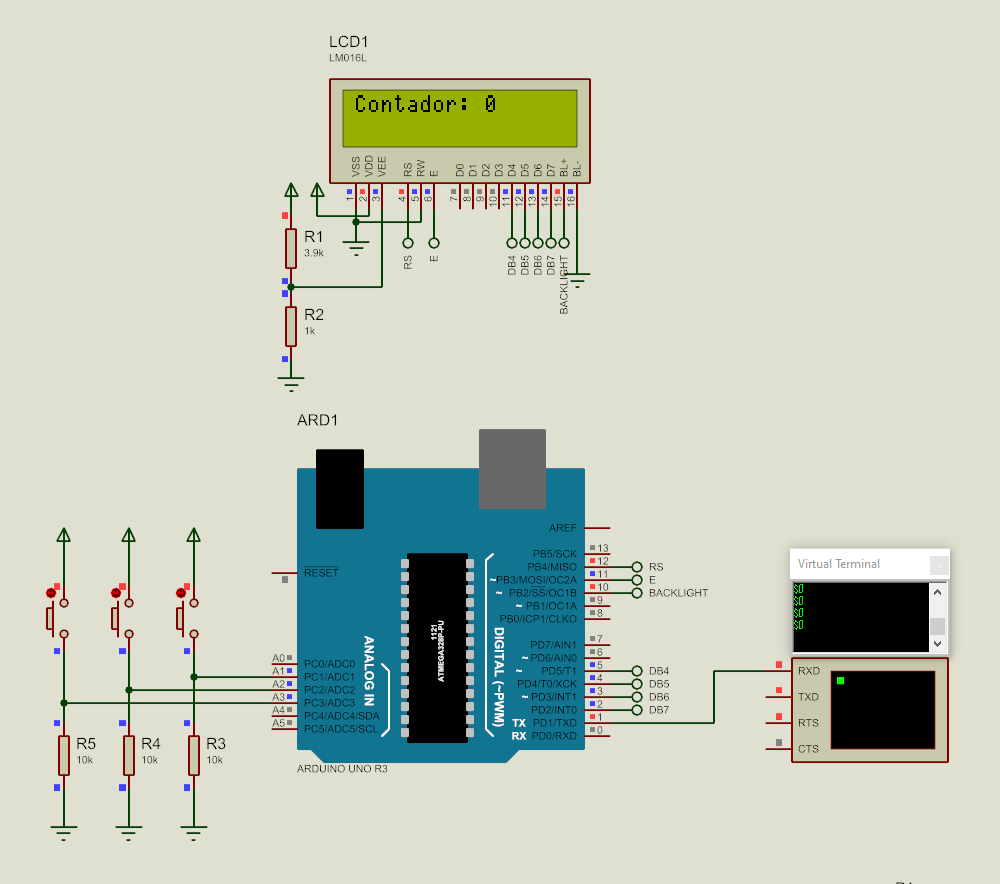 LCD1
LM016L
Contador: 0
VSS
VDD
VEE
RS
RW
E
D0
D1
D2
D3
D4
D5
D6
D7
BL+
BL-
1
2
3
4
5
6
7
8
9
10
11
12
13
14
15
16
RS
E
DB4
DB5
DB6
DB7
BACKLIGHT
R1
3.9k
R2
1k
ARD1
AREF
RESET
PB5/SCK 13
PB4/MISO 12 RS
~PB3/MOSI/OC2A 11 E
~ PB2/SS/OC1B 10 BACKLIGHT
~ PB1/OC1A 9
PB0/ICP1/CLKO 8
PD7/AIN1 7
~ PD6/AIN0 6
~ PD5/T1 5 DB4
PD4/T0/XCK 4 DB5
~ PD3/INT1 3 DB6
PD2/INT0 2 DB7
TX PD1/TXD 1
RX PD0/RXD 0
DIGITAL (~PWM)
1121
ATMEGA328P-PU
ANALOG IN
A0 PC0/ADC0
A1 PC1/ADC1
A2 PC2/ADC2
A3 PC3/ADC3
A4 PC4/ADC4/SDA
A5 PC5/ADC5/SCL
ARDUINO UNO R3
R5
10k
R4
10k
R3
10k
Virtual Terminal
RXD
TXD
RTS
CTS